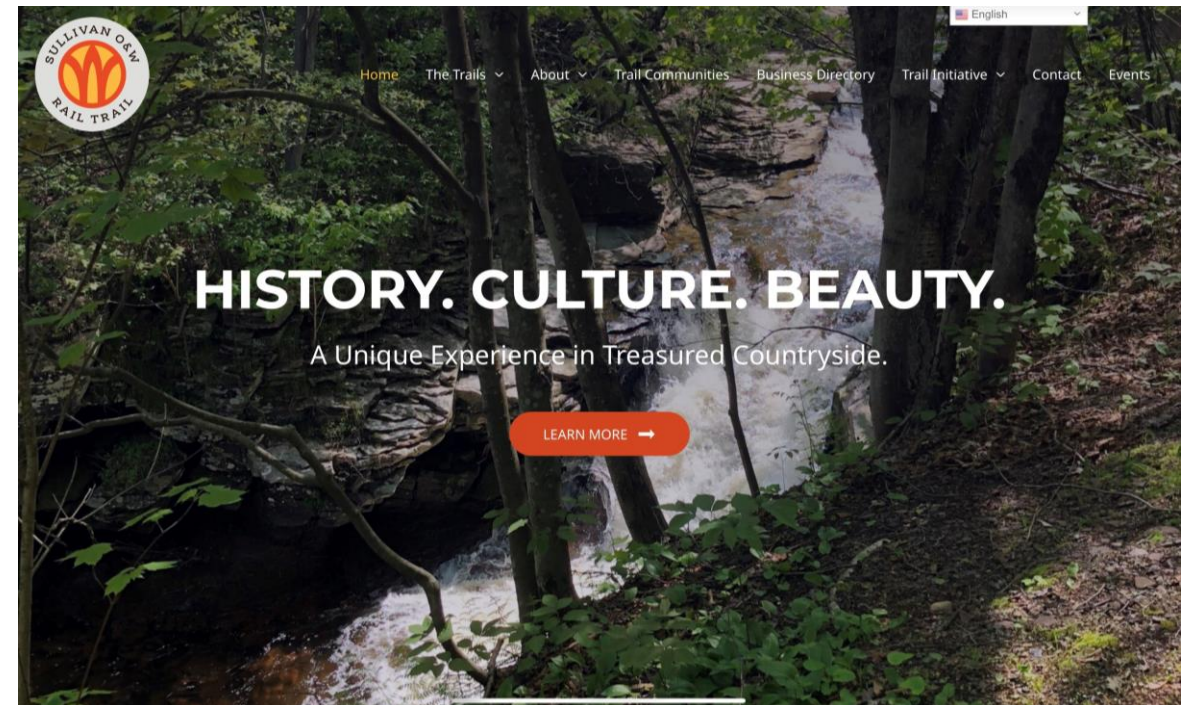 SULLIVAN O&W
RAIL TRAIL
English
Home The Trails About Trail Communities Business Directory Trail Initiative Contact Events
HISTORY. CULTURE. BEAUTY.
A Unique Experience in Treasured Countryside.
LEARN MORE